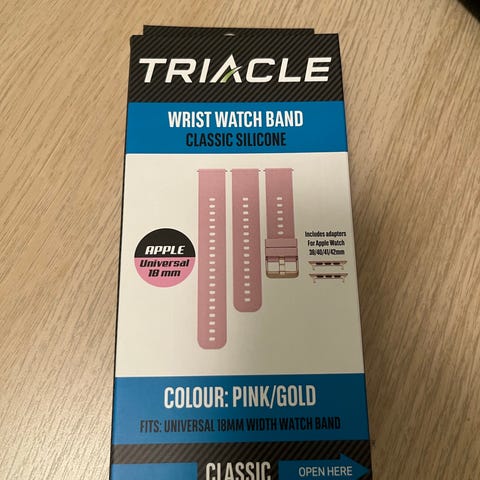 TRIACLE
WRIST WATCH BAND
CLASSIC SILICONE
Includes adapters
For Apple Watch
38/40/41/42mm
APPLE
Universal
18 mm
COLOUR: PINK/GOLD
FITS: UNIVERSAL 18MM WIDTH WATCH BAND
CLASSIC
OPEN HERE